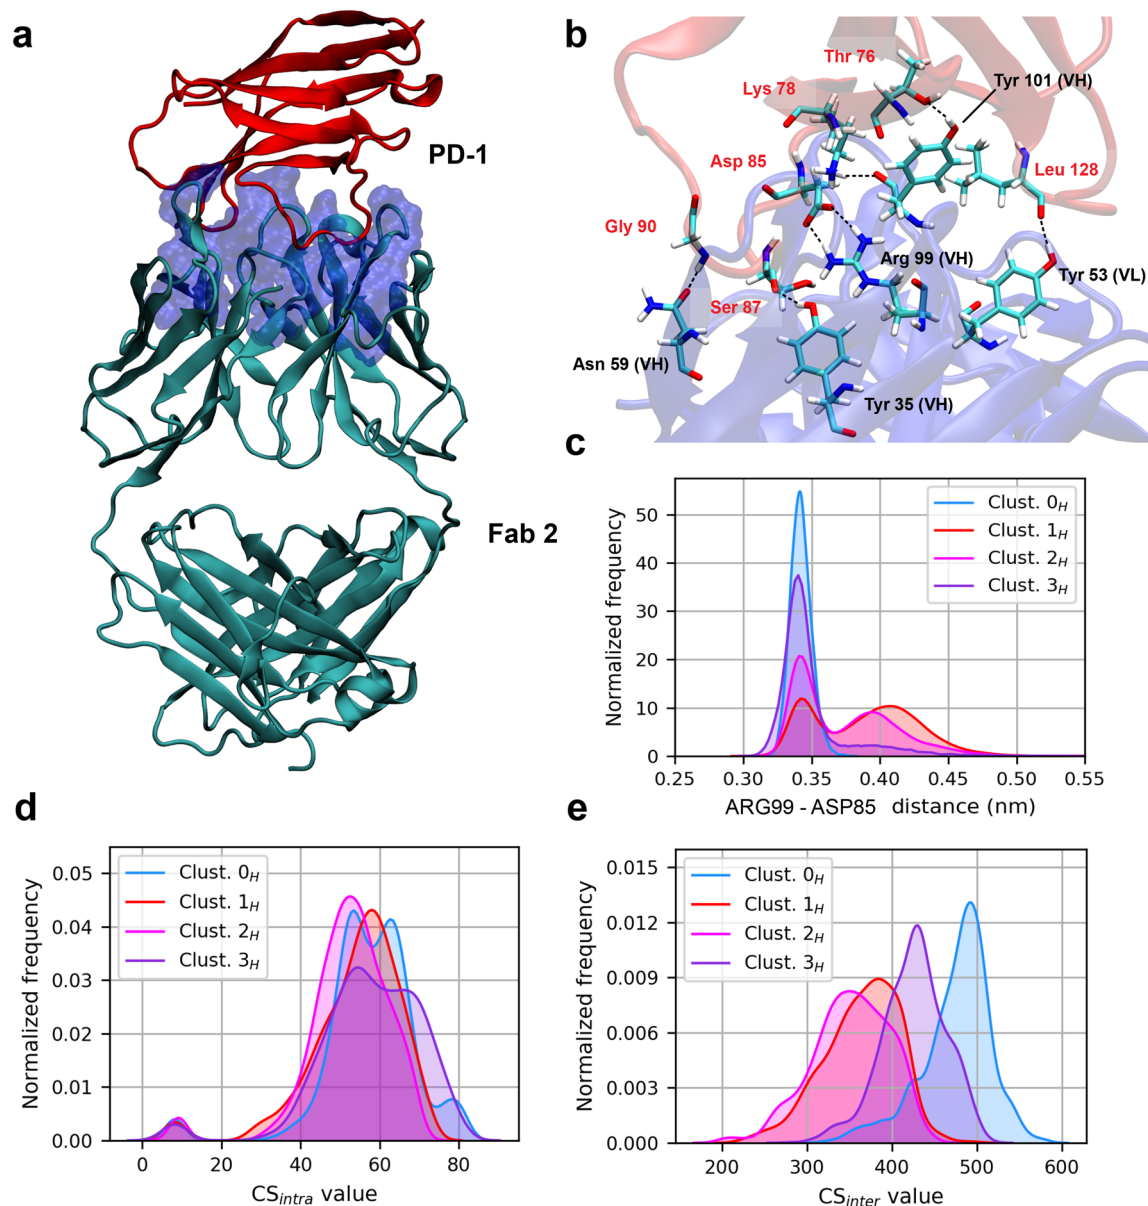 a
PD-1
Fab 2
b
Thr 76
Lys 78
Tyr 101 (VH)
Asp 85
Leu 128
Gly 90
Arg 99 (VH)
Tyr 53 (VL)
Ser 87
Asn 59 (VH)
Tyr 35 (VH)
c
Normalized frequency
50
40
30
20
10
0
0.25 0.30 0.35 0.40 0.45 0.50 0.55
ARG99 - ASP85 distance (nm)
Clust. 0H
Clust. 1H
Clust. 2H
Clust. 3H
d
Normalized frequency
0.05
0.04
0.03
0.02
0.01
0.00
0 20 40 60 80
CSintra value
Clust. 0H
Clust. 1H
Clust. 2H
Clust. 3H
e
Normalized frequency
0.015
0.012
0.009
0.006
0.003
0.000
200 300 400 500 600
CSinter value
Clust. 0H
Clust. 1H
Clust. 2H
Clust. 3H